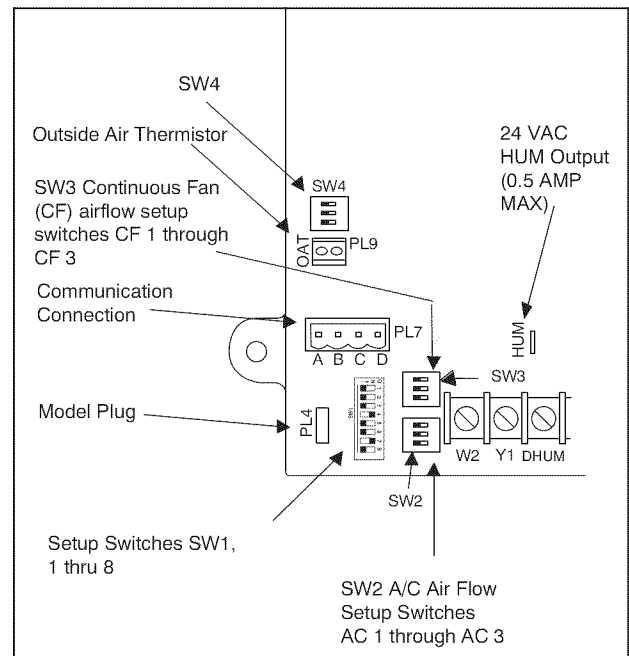 SW4
Outside Air Thermistor
SW3 Continuous Fan
(CF) airflow setup
switches CF 1 through
CF 3
Communication
Connection
Model Plug
Setup Switches SW1,
1 thru 8
24 VAC
HUM Output
(0.5 AMP
MAX)
SW4
OAT
PL9
PL7
A B C D
HUM
SW3
PL4
W2 Y1 DHUM
SW2
SW2 A/C Air Flow
Setup Switches
AC 1 through AC 3